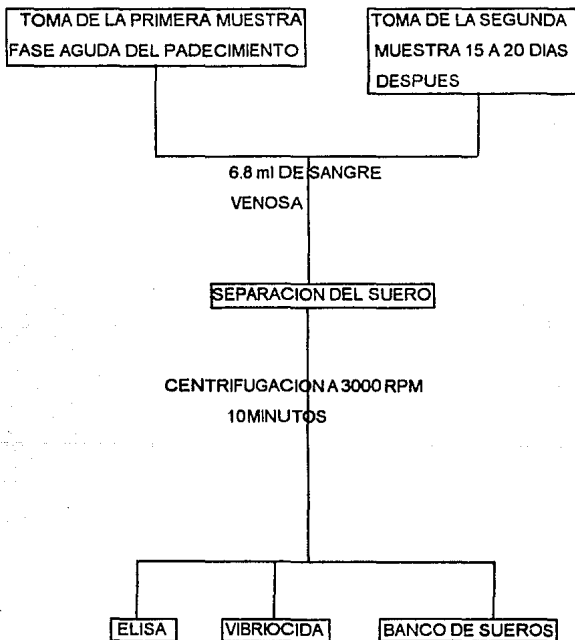 TOMA DE LA PRIMERA MUESTRA
FASE AGUDA DEL PADECIMIENTO
TOMA DE LA SEGUNDA
MUESTRA 15 A 20 DIAS
DESPUES
6.8 ml DE SANGRE
VENOSA
SEPARACION DEL SUERO
CENTRIFUGACION A 3000 RPM
10MINUTOS
ELISA
VIBRIOCIDA
BANCO DE SUEROS